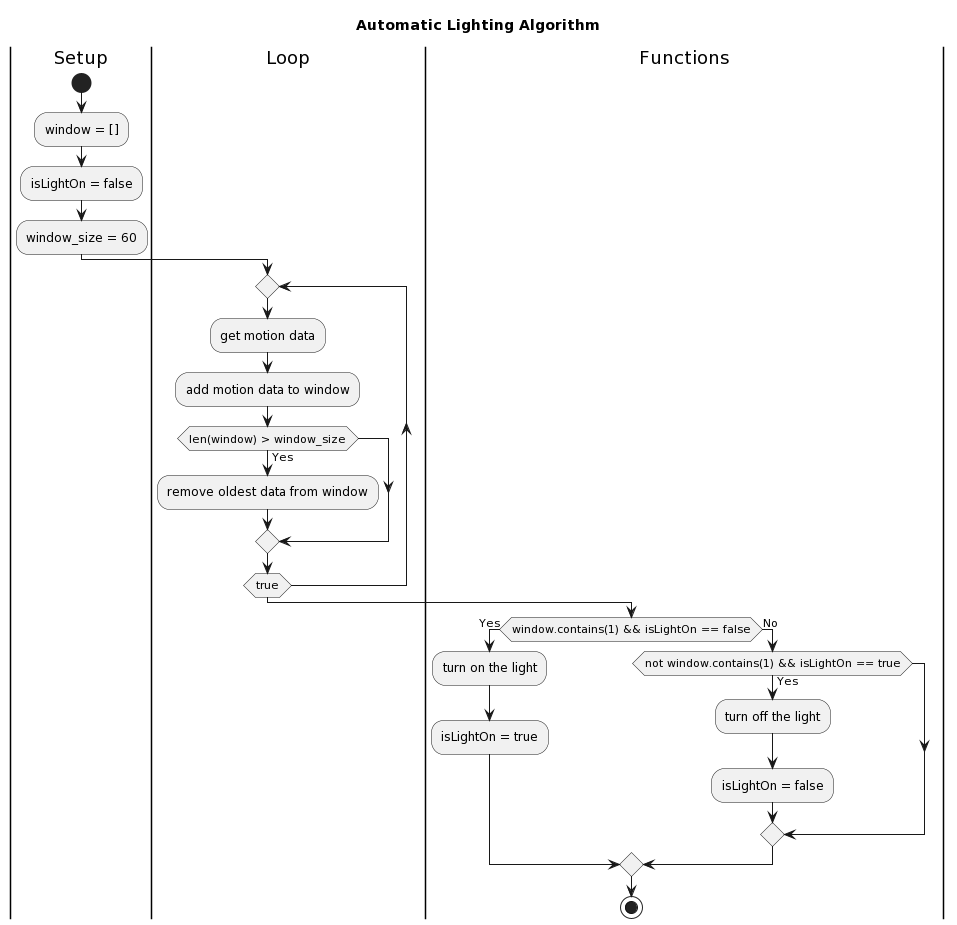 Automatic Lighting Algorithm
Setup
Loop
Functions
window = []
isLightOn = false
window_size = 60
get motion data
add motion data to window
len(window) > window_size
Yes
remove oldest data from window
true
window.contains(1) && isLightOn == false
Yes
No
turn on the light
isLightOn = true
not window.contains(1) && isLightOn == true
Yes
turn off the light
isLightOn = false